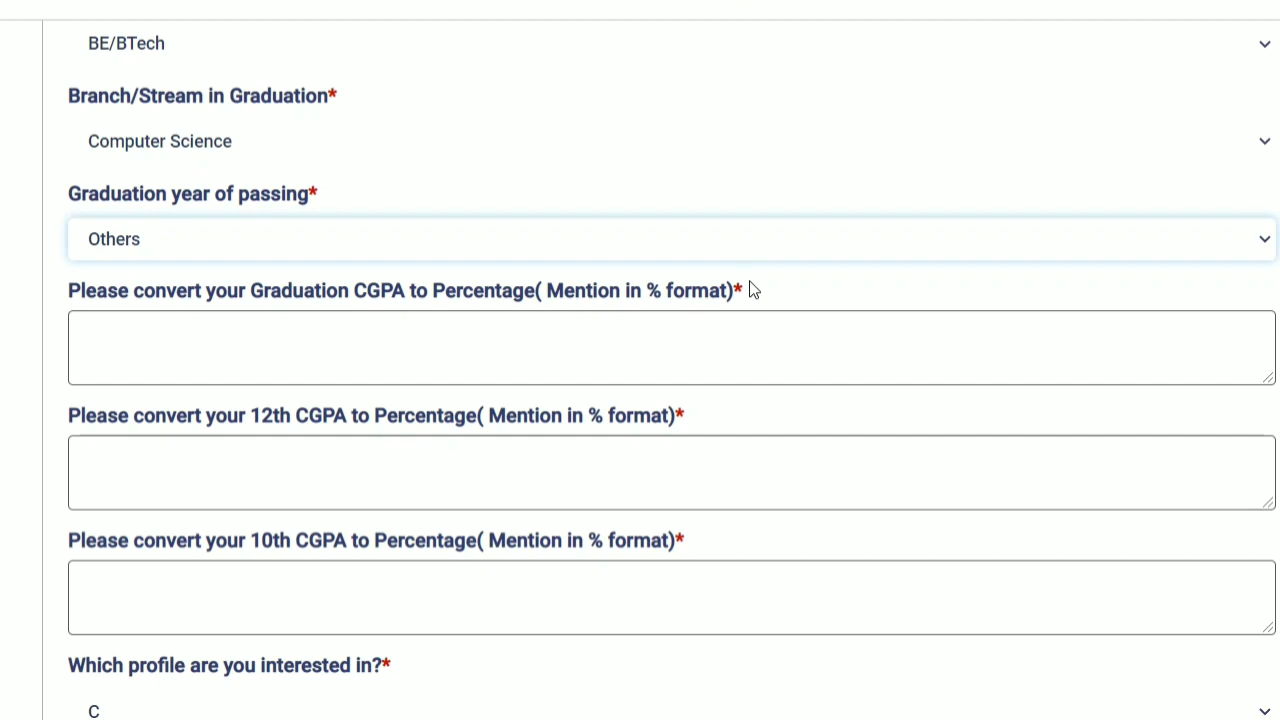 BE/BTech
Branch/Stream in Graduation*
Computer Science
Graduation year of passing*
Others
Please convert your Graduation CGPA to Percentage( Mention in % format)*
Please convert your 12th CGPA to Percentage( Mention in % format)*
Please convert your 10th CGPA to Percentage( Mention in % format)*
Which profile are you interested in?*
C